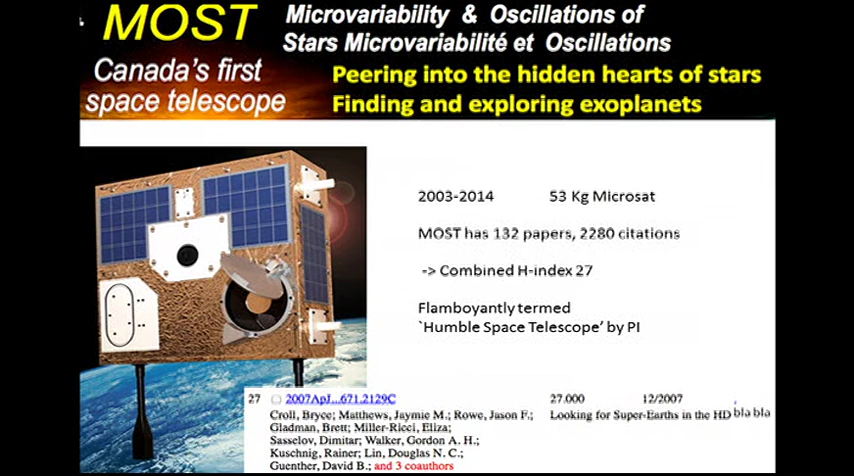 MOST
Microvariability & Oscillations of
Stars Microvariabilité et Oscillations
Canada's first
space telescope
Peering into the hidden hearts of stars
Finding and exploring exoplanets
2003-2014 53 Kg Microsat
MOST has 132 papers, 2280 citations
-> Combined H-index 27
Flamboyantly termed
`Humble Space Telescope' by PI
27 2007ApJ...671.2129C 27.000 12/2007
Croll, Bryce; Matthews, Jaymie M.; Rowe, Jason F.; Looking for Super-Earths in the HD bla bla
Gladman, Brett; Miller-Ricci, Eliza;
Sasselov, Dimitar; Walker, Gordon A. H.;
Kuschnig, Rainer; Lin, Douglas N. C.;
Guenther, David B.; and 3 coauthors